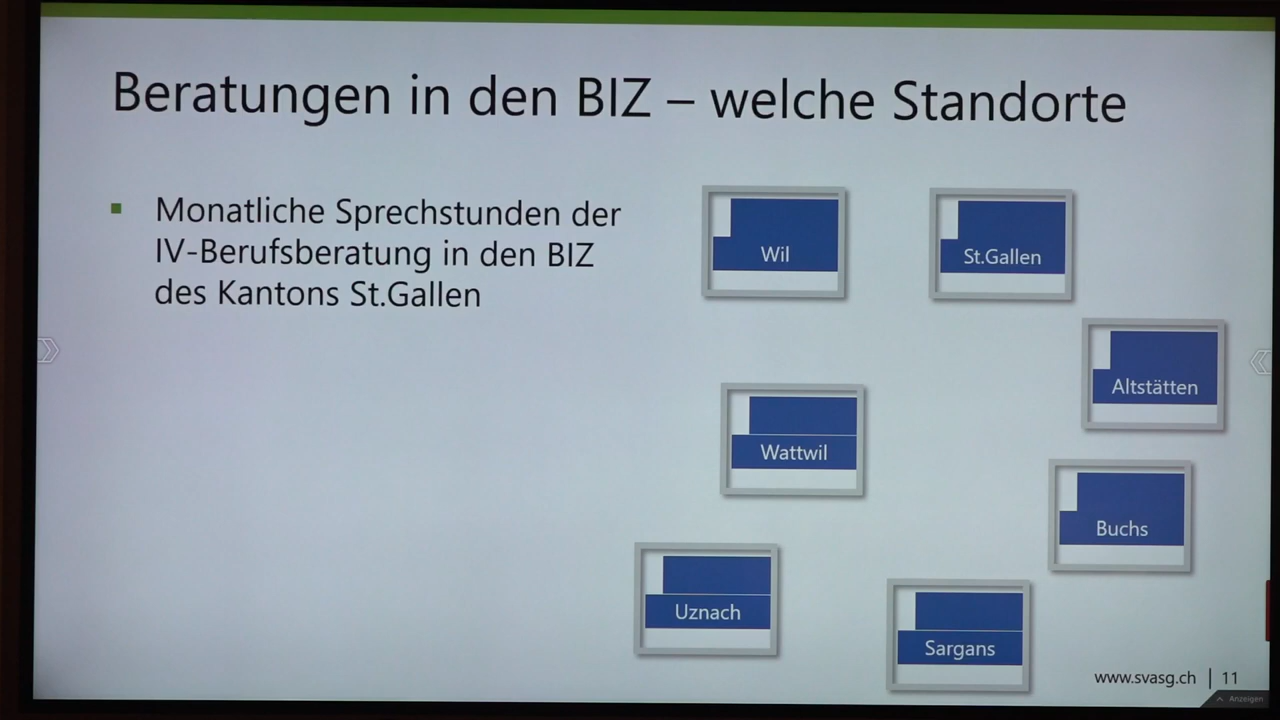 Beratungen in den BIZ – welche Standorte
▪ Monatliche Sprechstunden der
IV-Berufsberatung in den BIZ
des Kantons St.Gallen
Wil
St.Gallen
Altstätten
Wattwil
Buchs
Uznach
Sargans
www.svasg.ch | 11
Anzeigen